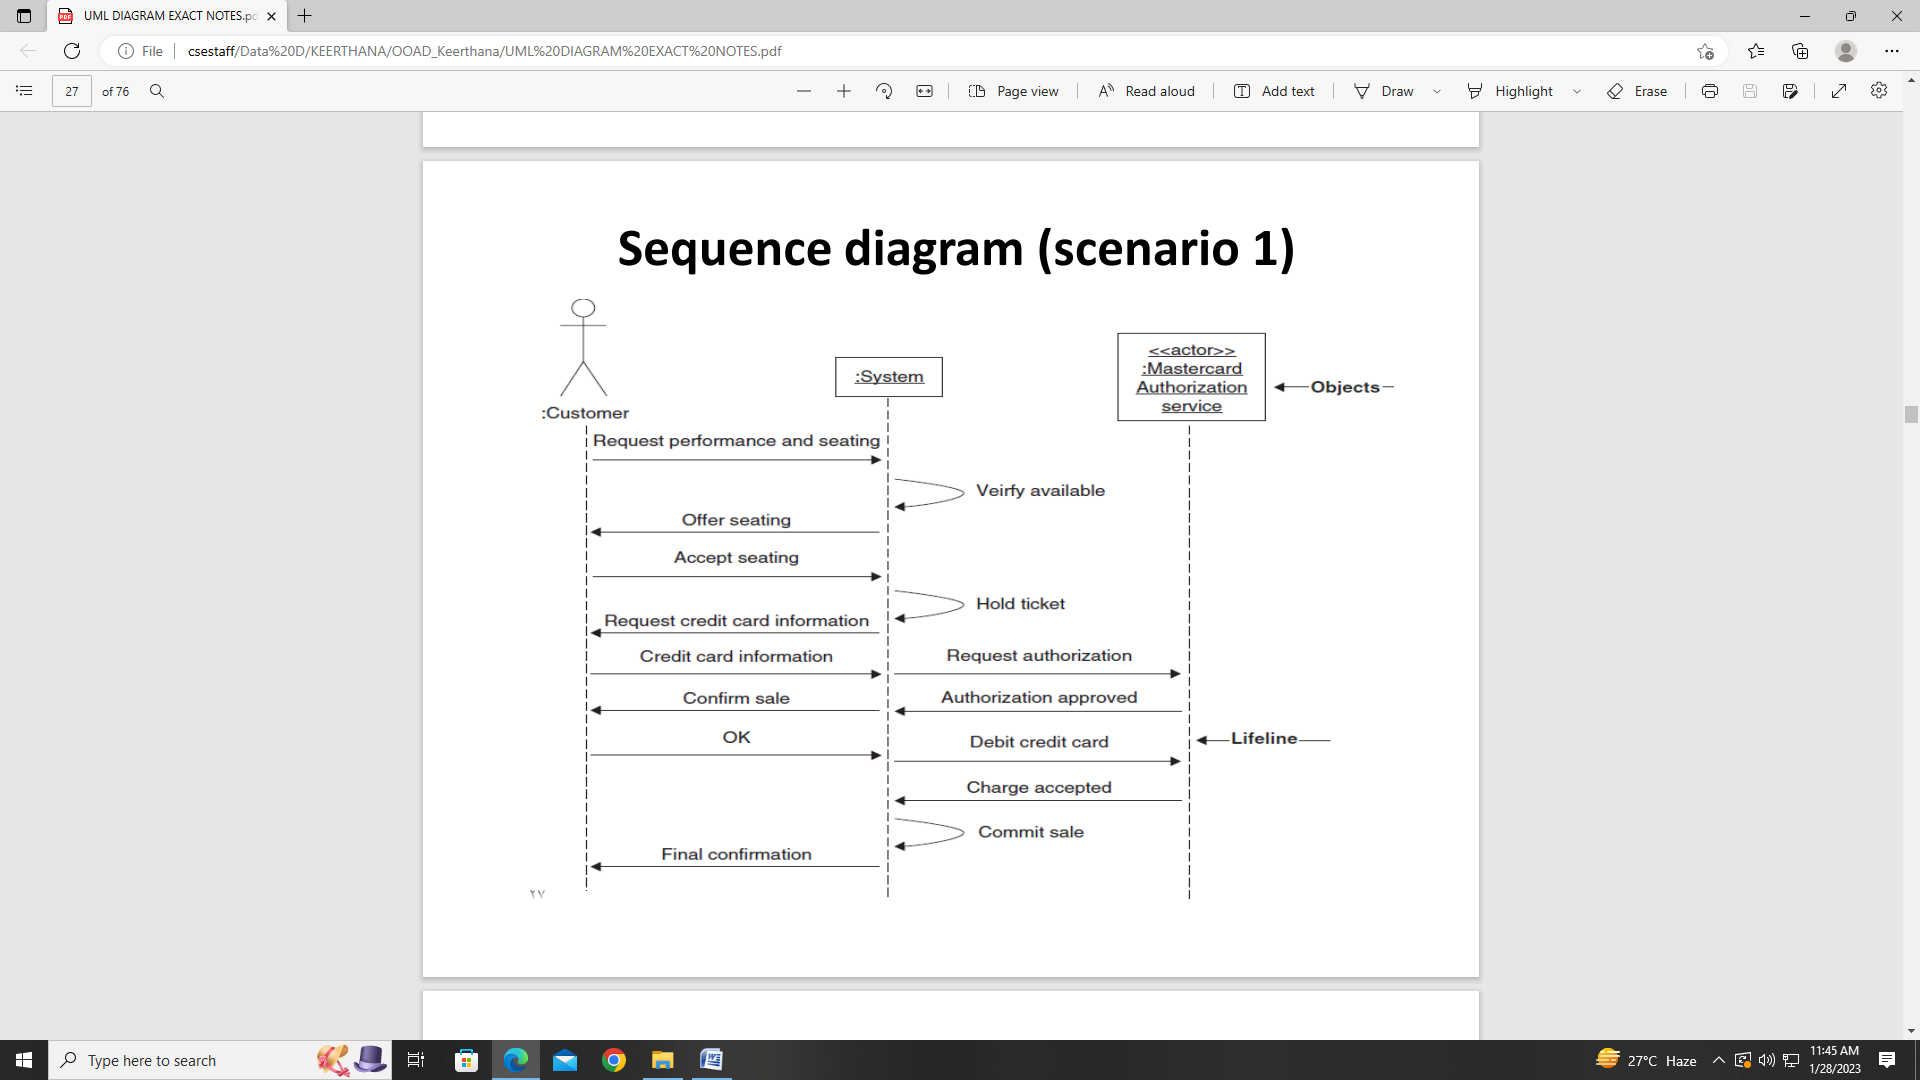 UML DIAGRAM EXACT NOTES.pd
File
csestaff/Data%20D/KEERTHANA/OOAD_Keerthana/UML%20DIAGRAM%20EXACT%20NOTES.pdf
27 of 76
Page view
Read aloud
Add text
Draw
Highlight
Erase
Sequence diagram (scenario 1)
:Customer
:System
<<actor>>
:Mastercard
Authorization
service
Objects
Request performance and seating
Veirfy available
Offer seating
Accept seating
Hold ticket
Request credit card information
Credit card information
Request authorization
Confirm sale
Authorization approved
OK
Debit credit card
Lifeline
Charge accepted
Commit sale
Final confirmation
٢٧
Type here to search
27°C Haze
11:45 AM
1/28/2023